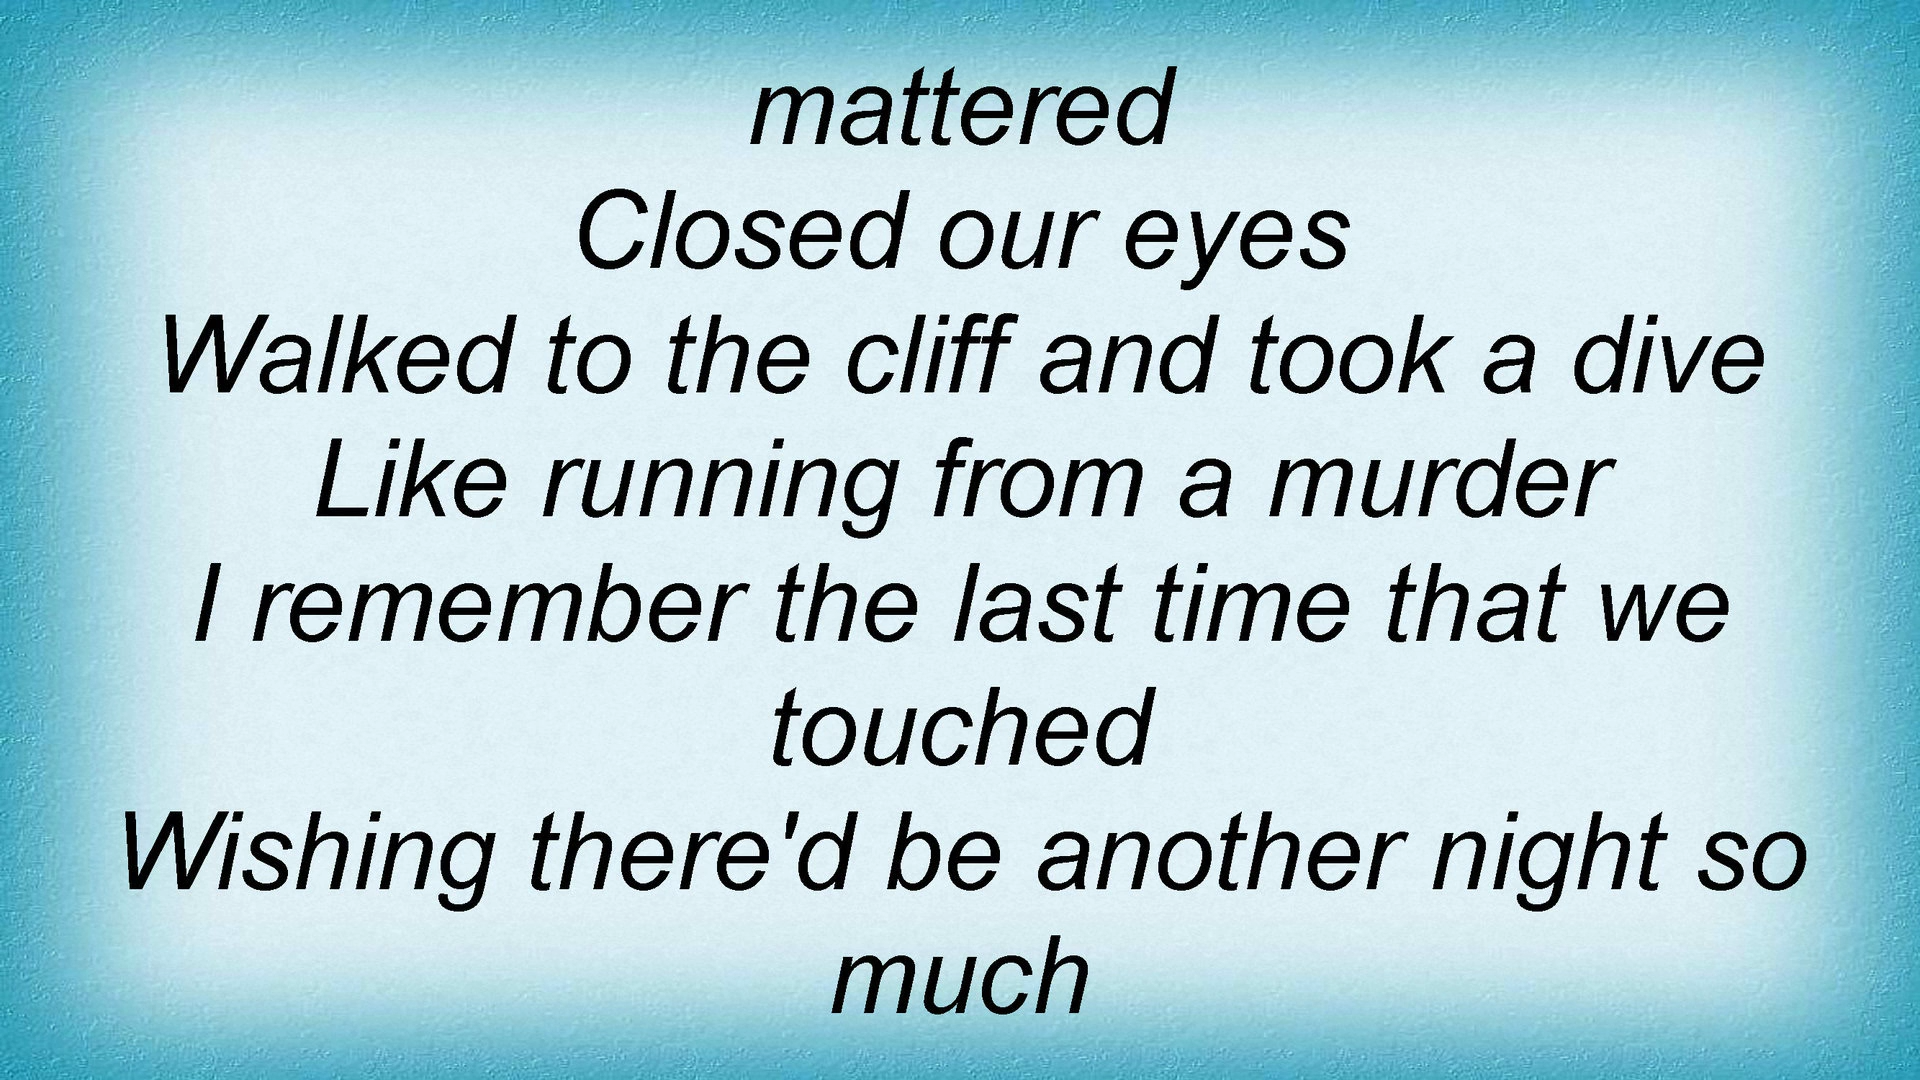 mattered
Closed our eyes
Walked to the cliff and took a dive
Like running from a murder
I remember the last time that we
touched
Wishing there'd be another night so
much